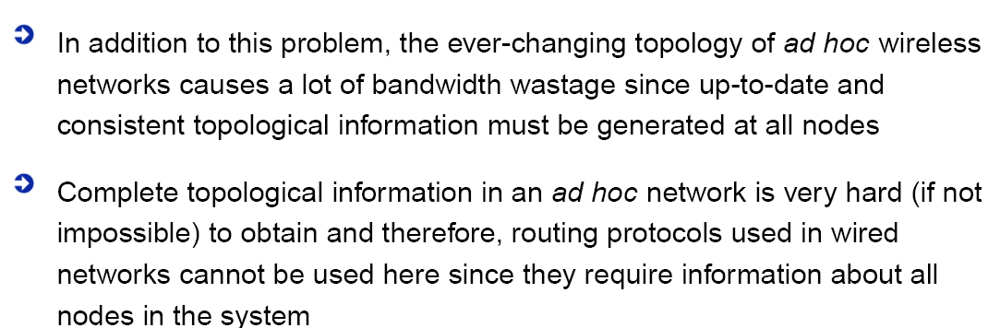 In addition to this problem, the ever-changing topology of ad hoc wireless
networks causes a lot of bandwidth wastage since up-to-date and
consistent topological information must be generated at all nodes
Complete topological information in an ad hoc network is very hard (if not
impossible) to obtain and therefore, routing protocols used in wired
networks cannot be used here since they require information about all
nodes in the system